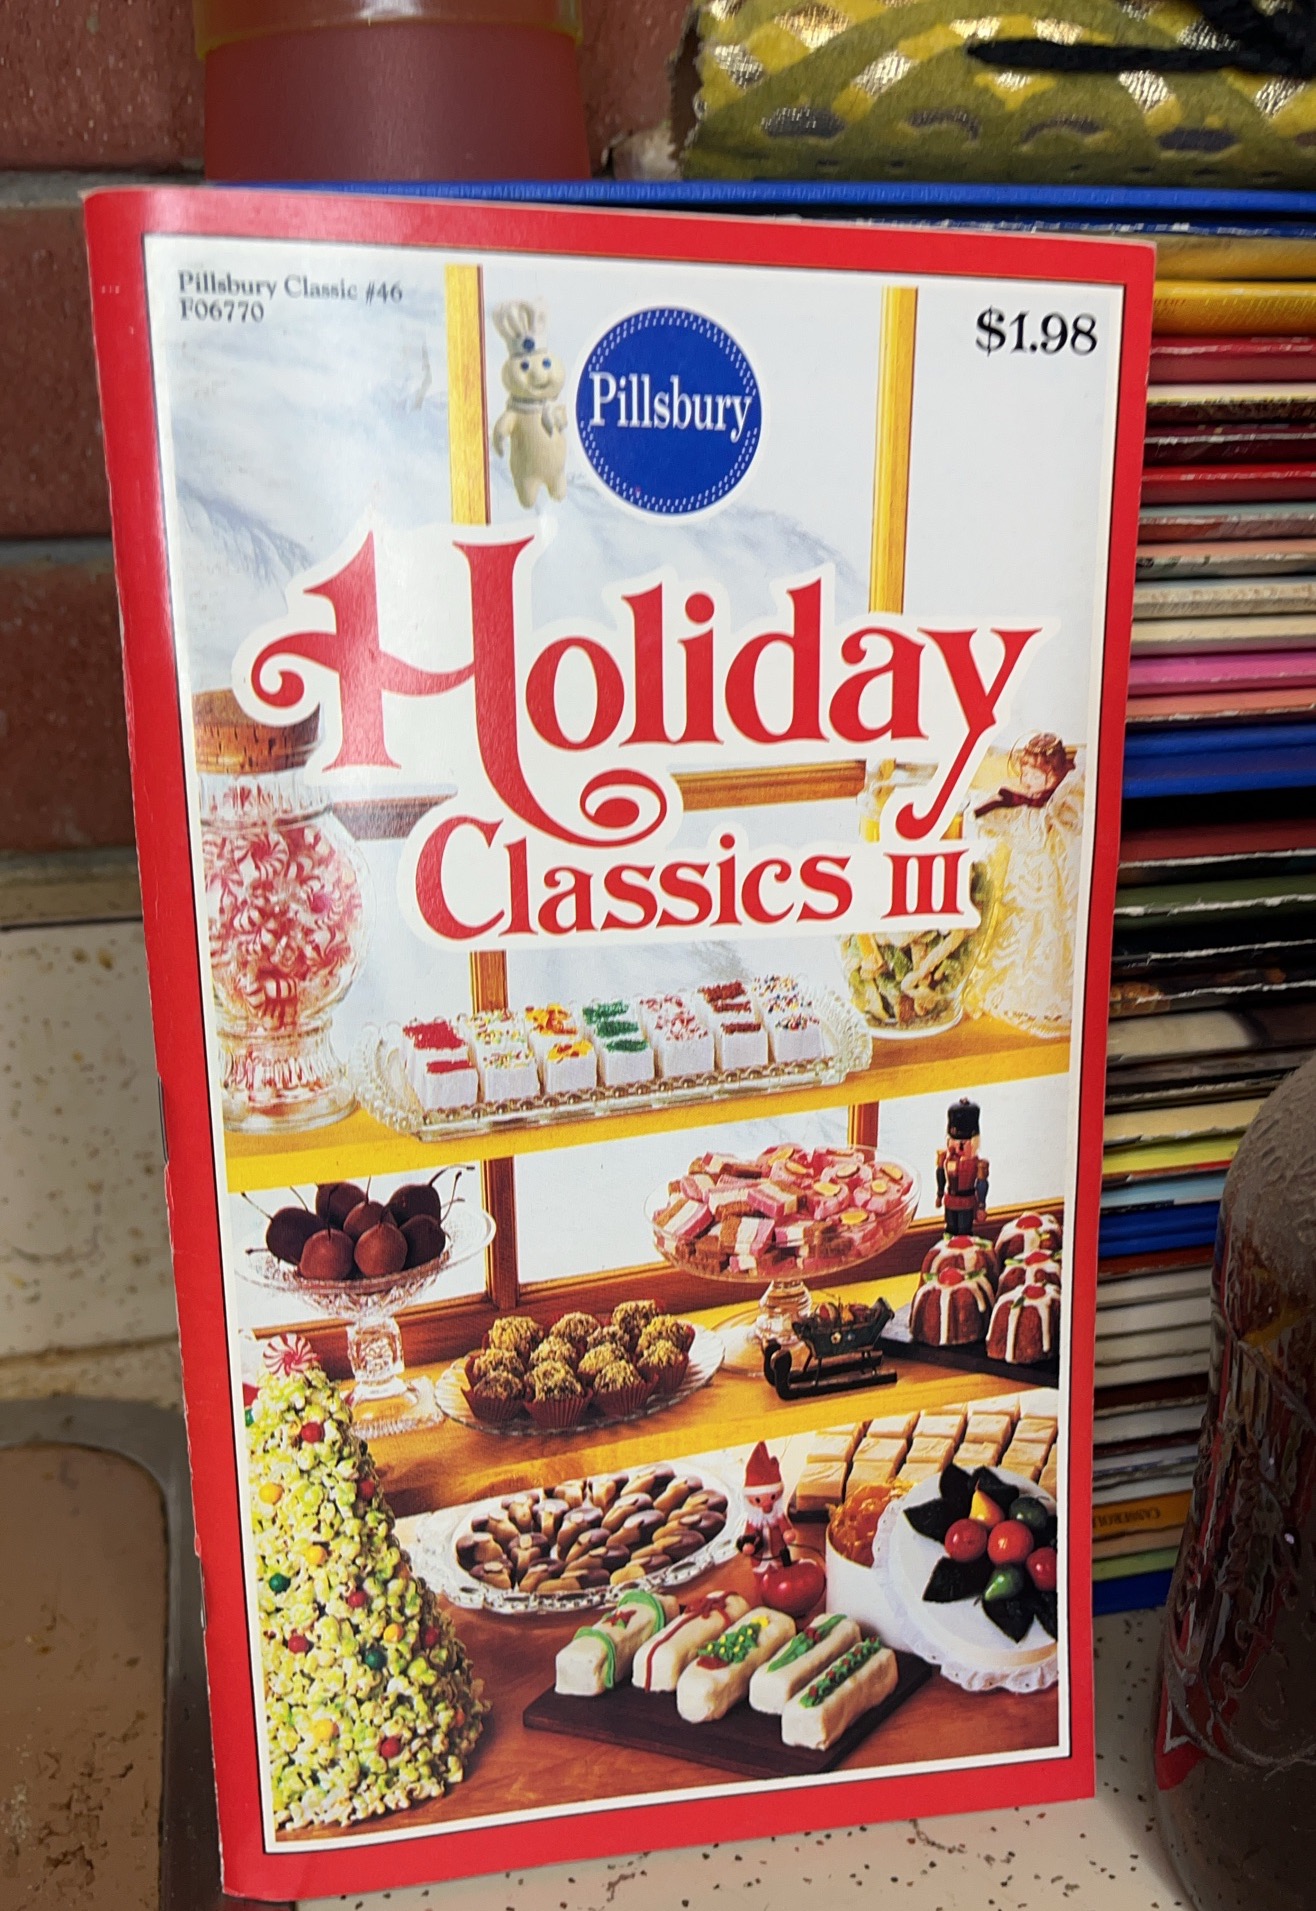 Pillsbury Classic #46
F06770
$1.98
Pillsbury
Holiday
Classics III